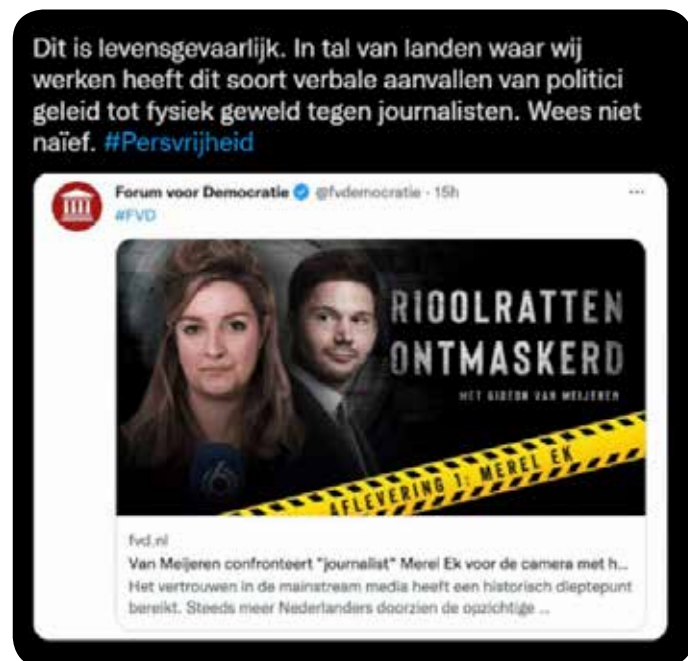 Dit is levensgevaarlijk. In tal van landen waar wij
werken heeft dit soort verbale aanvallen van politici
geleid tot fysiek geweld tegen journalisten. Wees niet
naïef. #Persvrijheid
Forum voor Democratie @fvdemocratie · 15h
#FVD
RIOOLRATTEN
ONTMASKERD
MET GIDEON VAN MEIJEREN
AFLEVERING 1: MEREL EK
fvd.nl
Van Meijeren confronteert "journalist" Merel Ek voor de camera met h...
Het vertrouwen in de mainstream media heeft een historisch dieptepunt
bereikt. Steeds meer Nederlanders doorzien de opzichtige ...